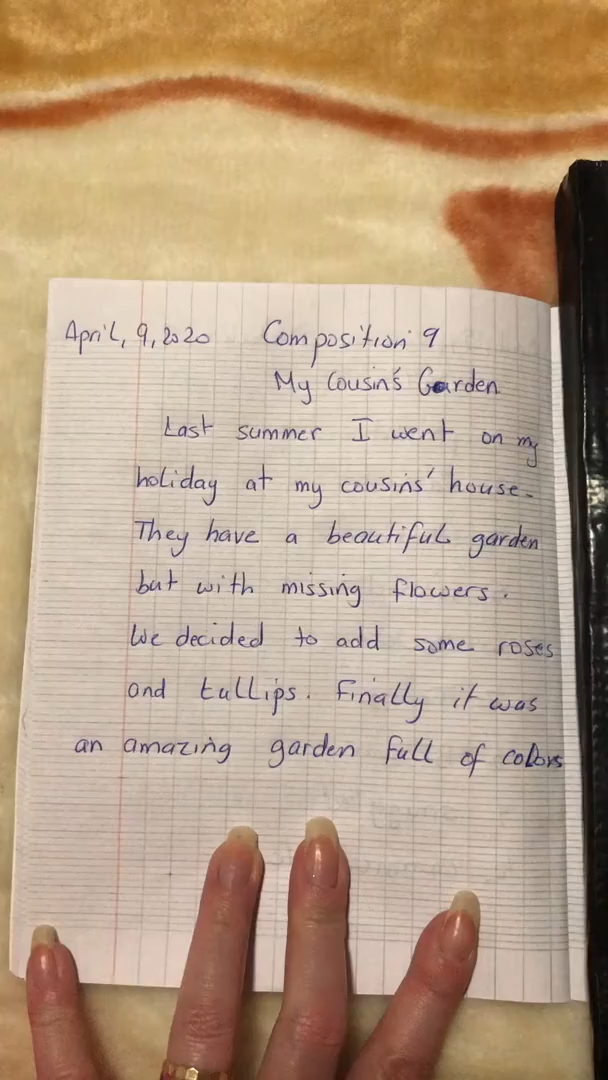 April, 9, 2020 Composition 9
My Cousin's Garden
Last summer I went on my
holiday at my cousins' house.
They have a beautiful garden
but with missing flowers.
We decided to add some roses
and tullips. Finally it was
an amazing garden full of colors